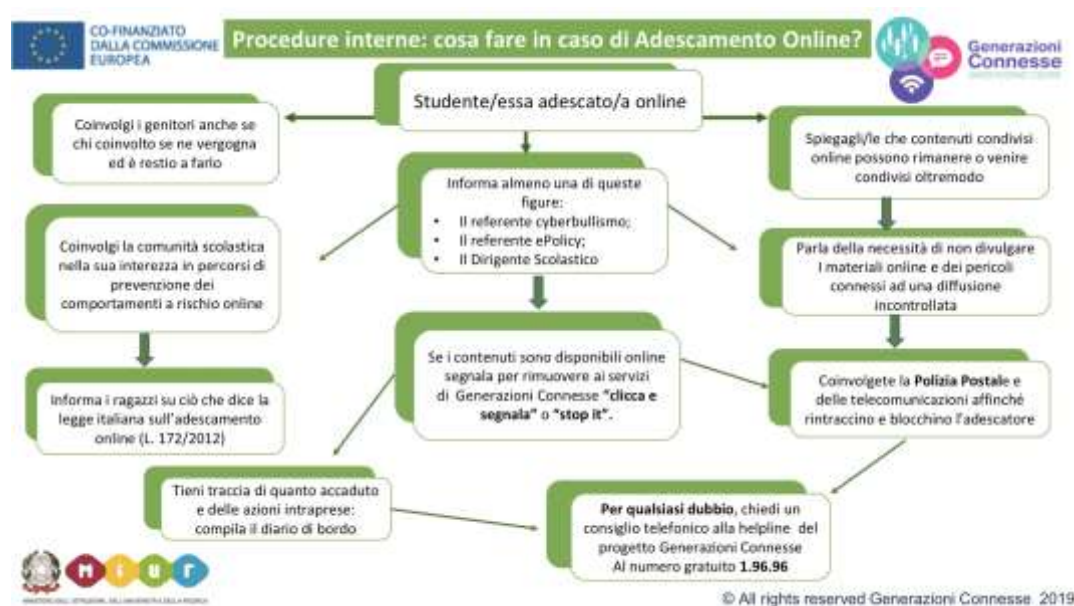 CO-FINANZIATO
DALLA COMMISSIONE
EUROPEA
Procedure interne: cosa fare in caso di Adescamento Online?
Generazioni
Connesse
Studente/essa adescato/a online
Coinvolgi i genitori anche se
chi coinvolto se ne vergogna
ed è restio a farlo
Spiegagli/le che contenuti condivisi
online possono rimanere o venire
condivisi oltremodo
Informa almeno una di queste
figure:
• Il referente cyberbullismo;
• Il referente ePolicy;
• Il Dirigente Scolastico
Coinvolgi la comunità scolastica
nella sua interezza in percorsi di
prevenzione dei
comportamenti a rischio online
Parla della necessità di non divulgare
I materiali online e dei pericoli
connessi ad una diffusione
incontrollata
Se i contenuti sono disponibili online
segnala per rimuovere ai servizi
di Generazioni Connesse "clicca e
segnala" o "stop it".
Informa i ragazzi su ciò che dice la
legge italiana sull'adescamento
online (L. 172/2012)
Coinvolgete la Polizia Postale e
delle telecomunicazioni affinché
rintraccino e blocchino l'adescatore
Tieni traccia di quanto accaduto
e delle azioni intraprese:
compila il diario di bordo
Per qualsiasi dubbio, chiedi un
consiglio telefonico alla helpline del
progetto Generazioni Connesse
Al numero gratuito 1.96.96
miur
MINISTERO DELL'ISTRUZIONE, DELL'UNIVERSITÀ E DELLA RICERCA
© All rights reserved Generazioni Connesse 2019